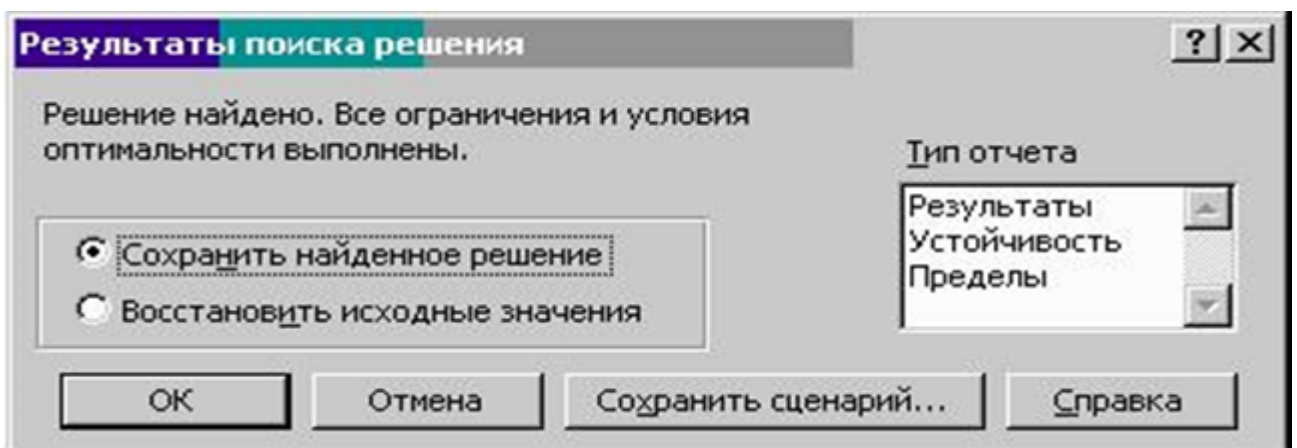 Результаты поиска решения
Решение найдено. Все ограничения и условия
оптимальности выполнены.
Тип отчета
Результаты
Устойчивость
Пределы
Сохранить найденное решение
Восстановить исходные значения
ОК
Отмена
Сохранить сценарий...
Справка